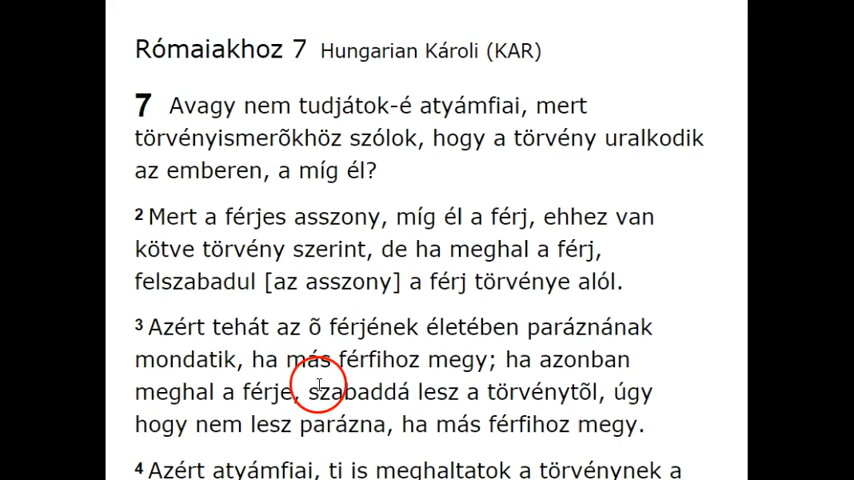 Rómaiakhoz 7 Hungarian Károli (KAR)
7 Avagy nem tudjátok-é atyámfiai, mert
törvényismerõkhöz szólok, hogy a törvény uralkodik
az emberen, a míg él?
2 Mert a férjes asszony, míg él a férj, ehhez van
kötve törvény szerint, de ha meghal a férj,
felszabadul [az asszony] a férj törvénye alól.
3 Azért tehát az õ férjének életében paráznának
mondatik, ha más férfihoz megy; ha azonban
meghal a férje, szabaddá lesz a törvénytõl, úgy
hogy nem lesz parázna, ha más férfihoz megy.
4 Azért atyámfiai, ti is meghaltatok a törvénynek a